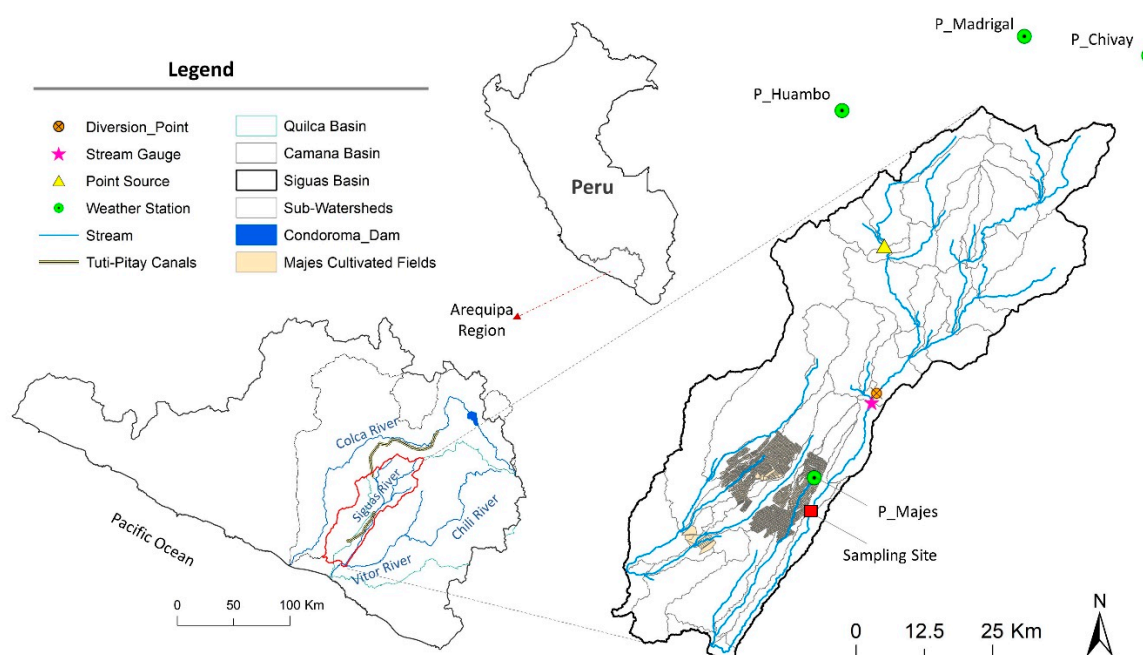 Legend
Diversion_Point
Stream Gauge
Point Source
Weather Station
Stream
Tuti-Pitay Canals
Quilca Basin
Camana Basin
Siguas Basin
Sub-Watersheds
Condoroma_Dam
Majes Cultivated Fields
Peru
Arequipa
Region
P_Madrigal
P_Chivay
P_Huambo
Colca River
Siguas River
Chili River
Vitor River
Pacific Ocean
0 50 100 Km
P_Majes
Sampling Site
0 12.5 25 Km
N